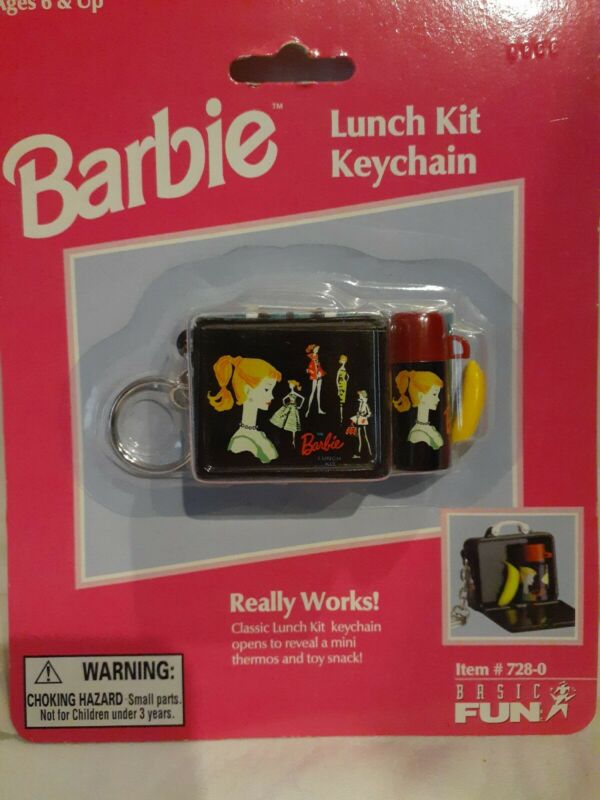 Ages 6 & Up
Barbie™
Lunch Kit
Keychain
THE
Barbie
LUNCH
KIT
Really Works!
Classic Lunch Kit keychain
opens to reveal a mini
thermos and toy snack!
WARNING:
CHOKING HAZARD Small parts.
Not for Children under 3 years.
Item # 728-0
BASIC
FUN